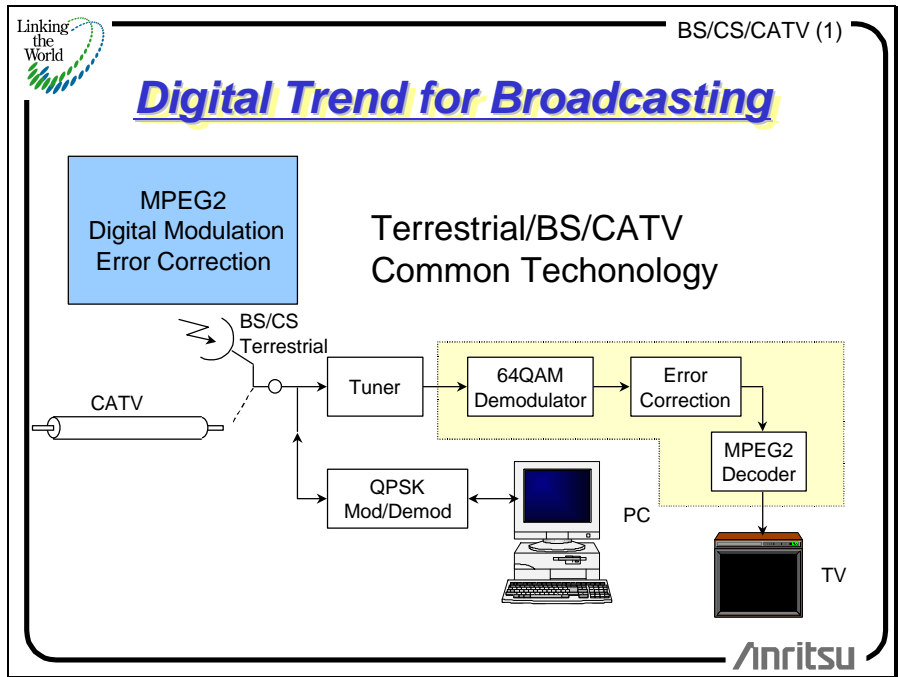 Linking
the
World
BS/CS/CATV (1)
Digital Trend for Broadcasting
MPEG2
Digital Modulation
Error Correction
Terrestrial/BS/CATV
Common Techonology
BS/CS
Terrestrial
CATV
Tuner
64QAM
Demodulator
Error
Correction
MPEG2
Decoder
QPSK
Mod/Demod
PC
TV
Anritsu